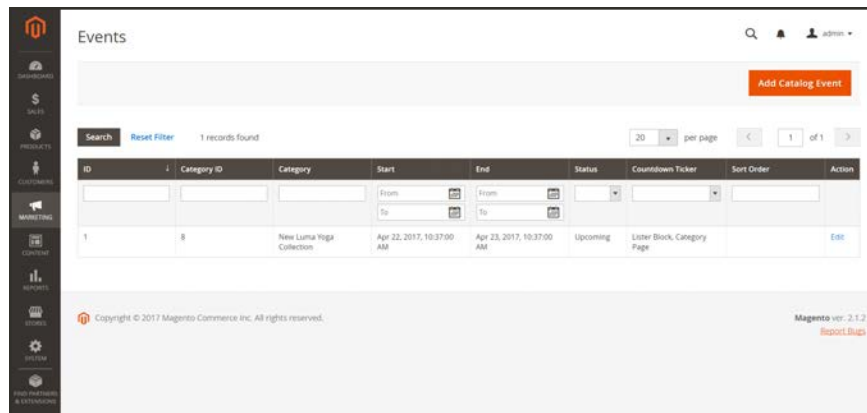 Events
admin
DASHBOARD
SALES
PRODUCTS
CUSTOMERS
MARKETING
CONTENT
REPORTS
STORES
SYSTEM
FIND PARTNERS
& EXTENSIONS
Add Catalog Event
Search Reset Filter 1 records found 20 per page 1 of 1
ID Category ID Category Start End Status Countdown Ticker Sort Order Action
From From
To To
1 8 New Luma Yoga Collection Apr 22, 2017, 10:37:00 AM Apr 23, 2017, 10:37:00 AM Upcoming Lister Block, Category Page Edit
Copyright © 2017 Magento Commerce Inc. All rights reserved.
Magento ver. 2.1.2
Report Bugs